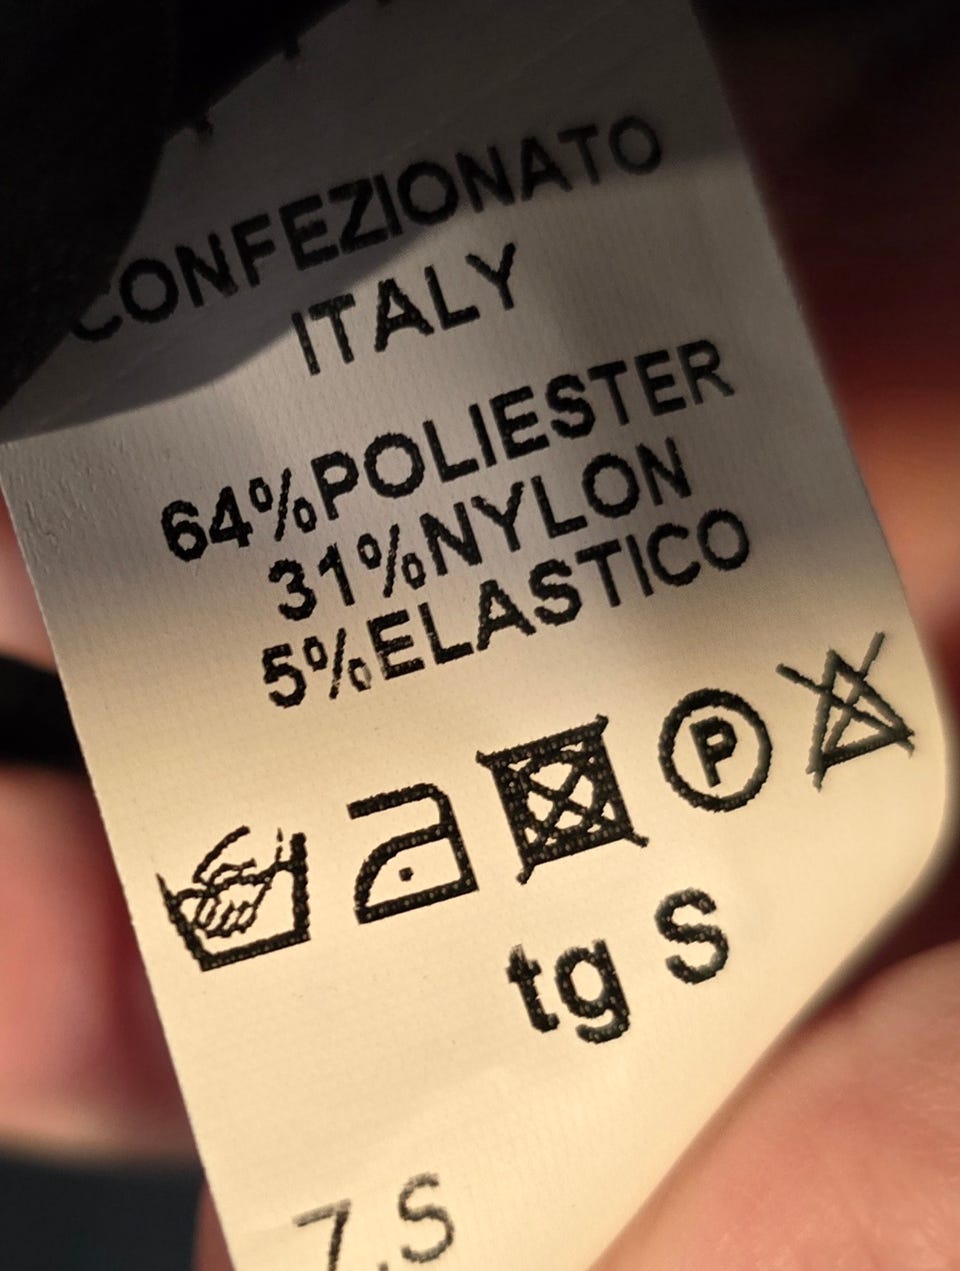 CONFEZIONATO
ITALY
64%POLIESTER
31%NYLON
5%ELASTICO
P
tg S
7.S